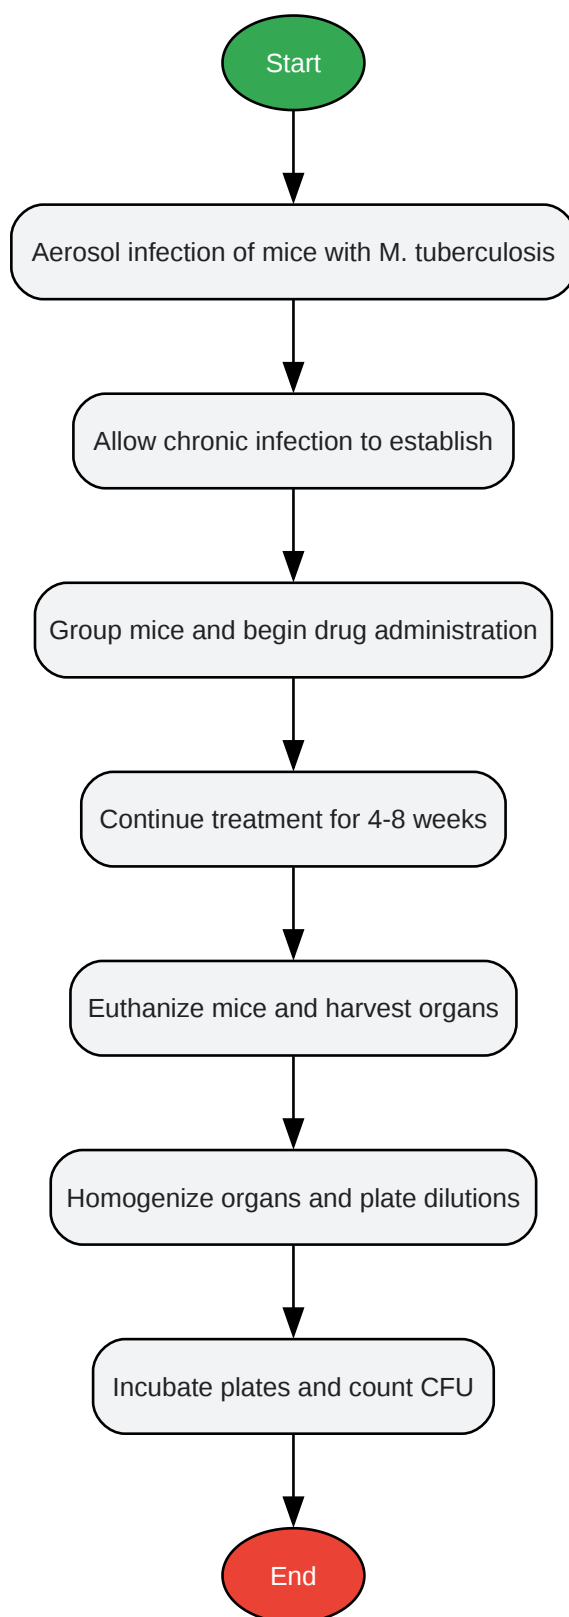 Start
Aerosol infection of mice with M. tuberculosis
Allow chronic infection to establish
Group mice and begin drug administration
Continue treatment for 4-8 weeks
Euthanize mice and harvest organs
Homogenize organs and plate dilutions
Incubate plates and count CFU
End